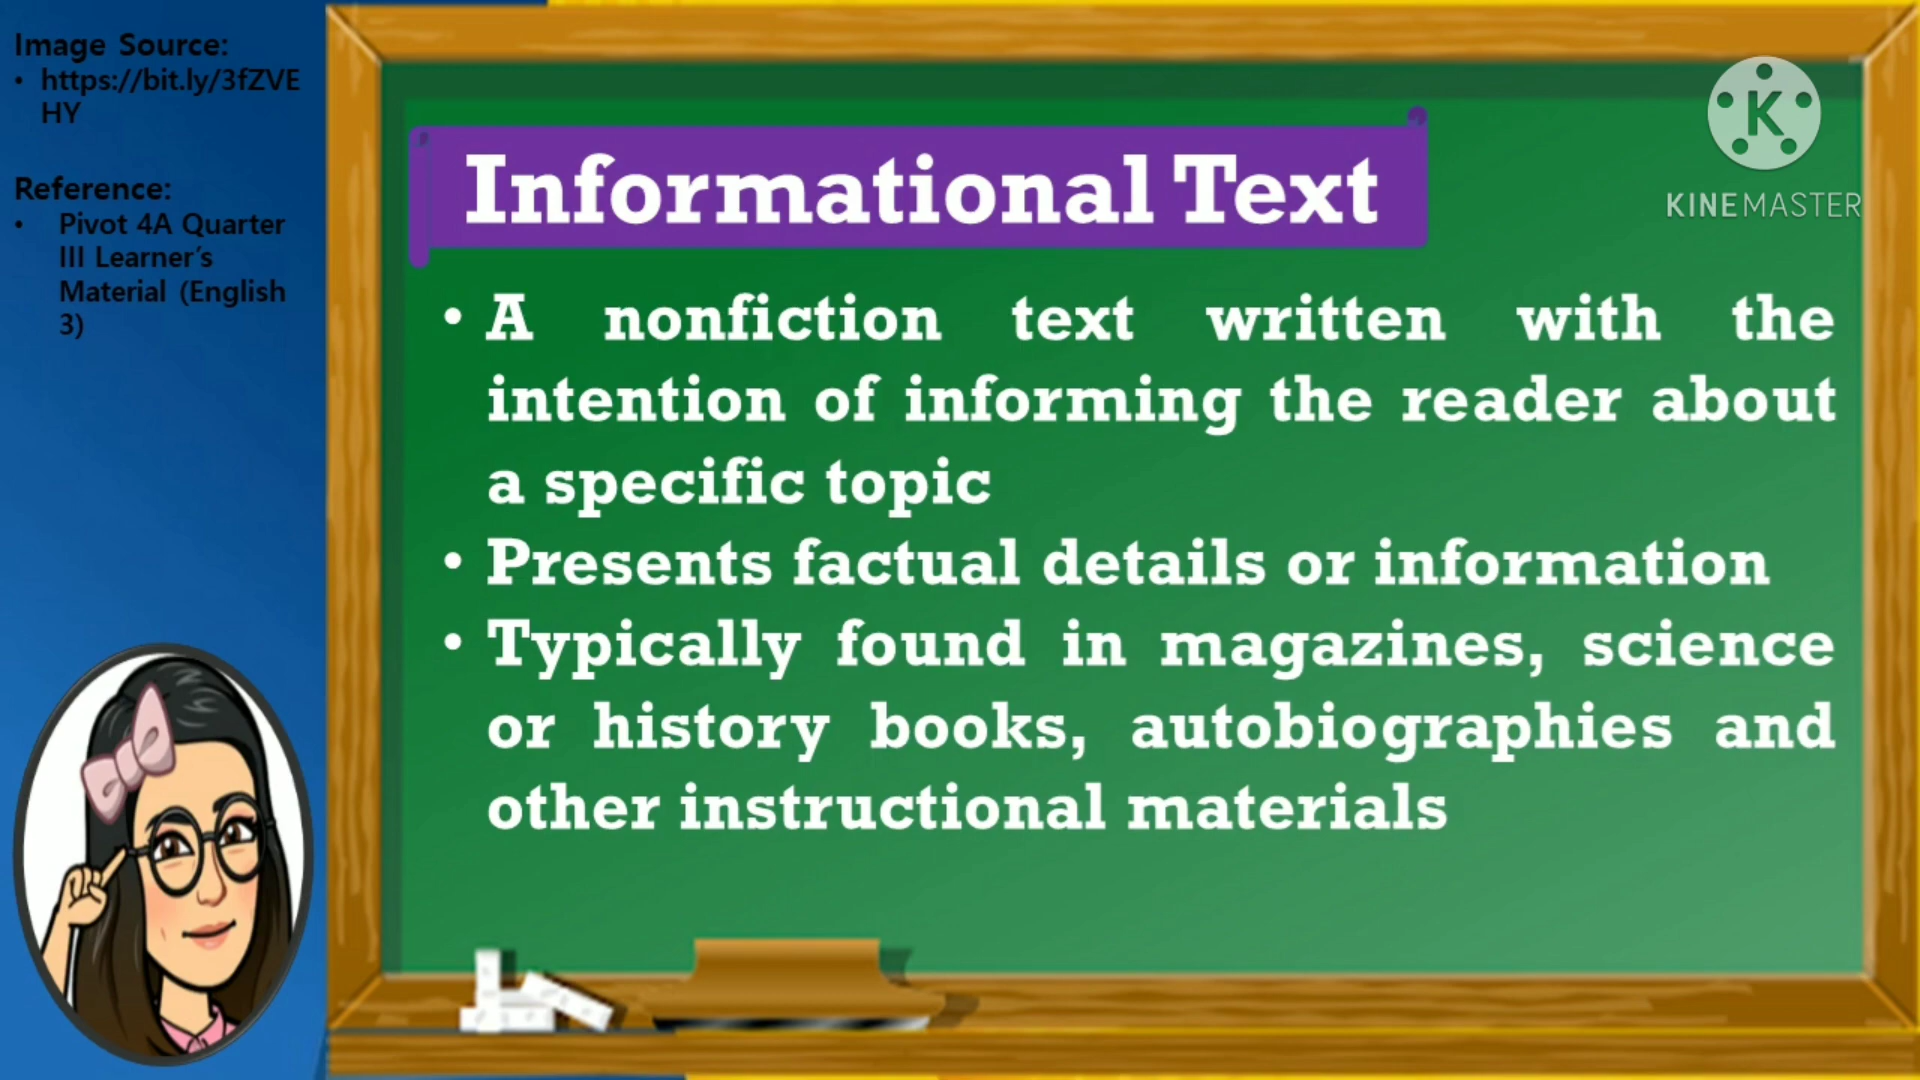 Image Source:
• https://bit.ly/3fZVE
HY
Reference:
• Pivot 4A Quarter
III Learner's
Material (English
3)
Informational Text
• A nonfiction text written with the
intention of informing the reader about
a specific topic
• Presents factual details or information
• Typically found in magazines, science
or history books, autobiographies and
other instructional materials
K
KINEMASTER